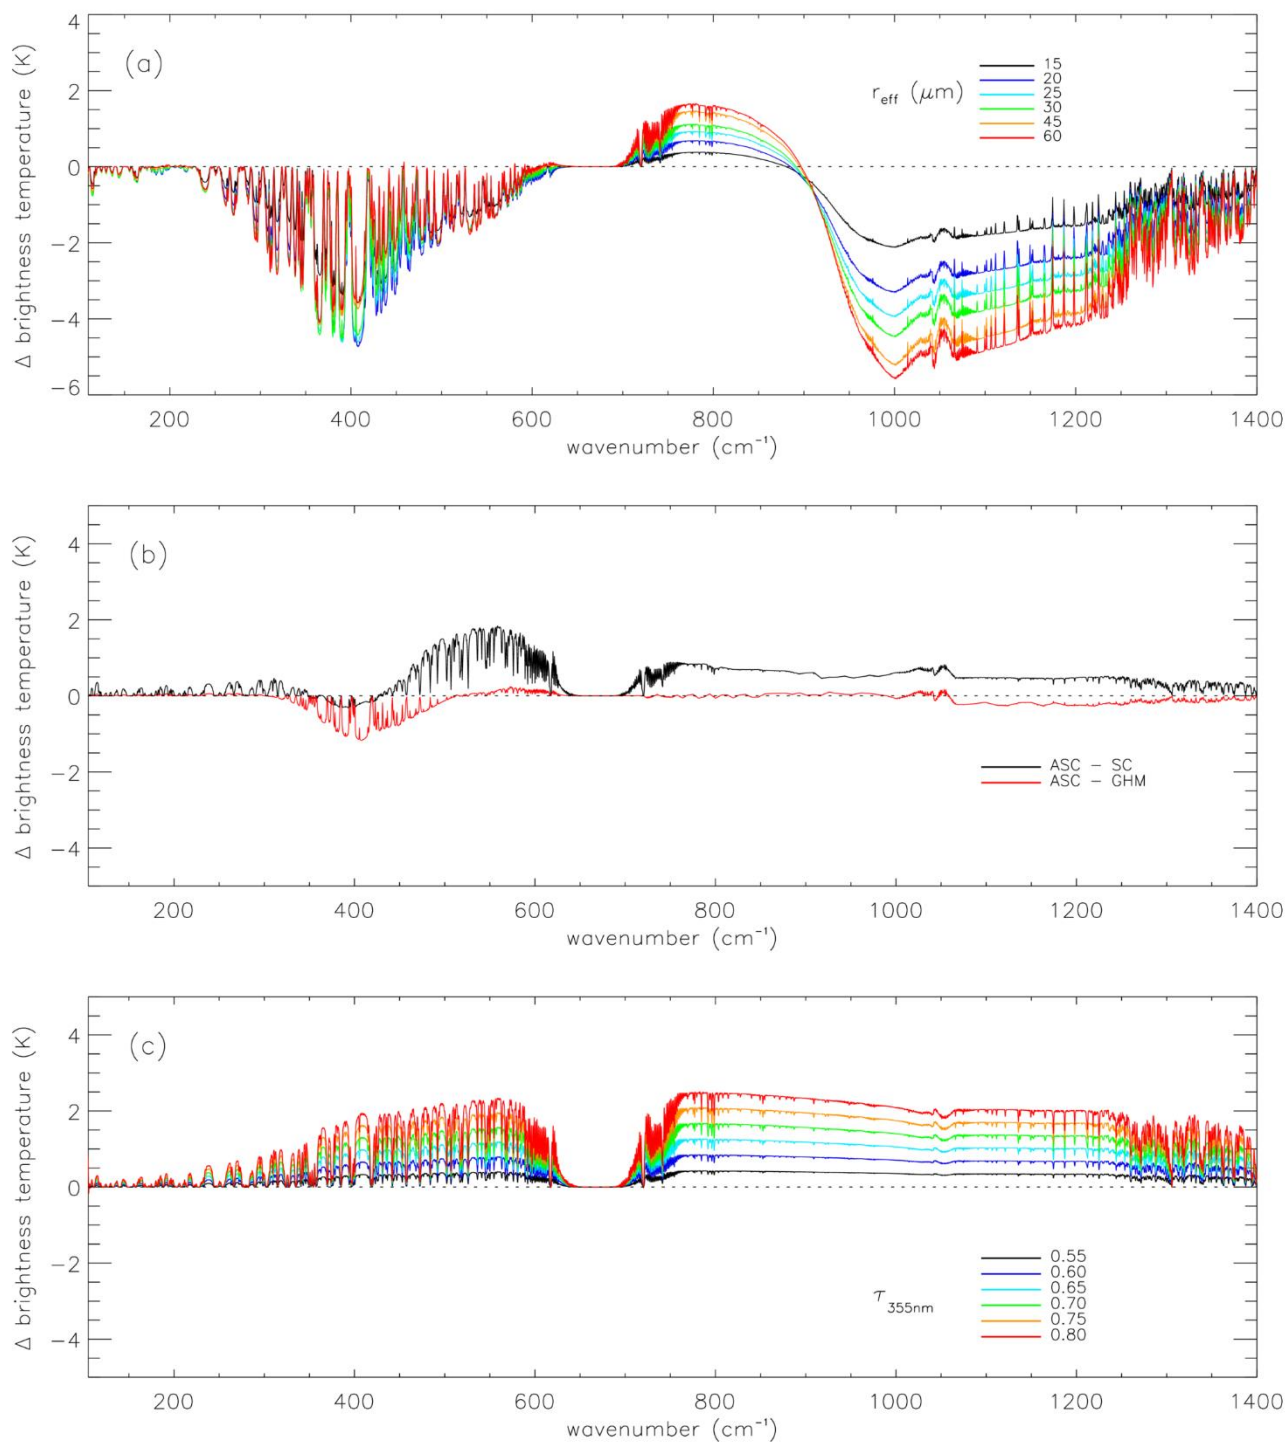 4
2
0
−2
−4
−6
Δ brightness temperature (K)
(a)
r_eff (μm)
15
20
25
30
45
60
200 400 600 800 1000 1200 1400
wavenumber (cm⁻¹)
4
2
0
−2
−4
Δ brightness temperature (K)
(b)
ASC − SC
ASC − GHM
200 400 600 800 1000 1200 1400
wavenumber (cm⁻¹)
4
2
0
−2
−4
Δ brightness temperature (K)
(c)
τ_355nm
0.55
0.60
0.65
0.70
0.75
0.80
200 400 600 800 1000 1200 1400
wavenumber (cm⁻¹)